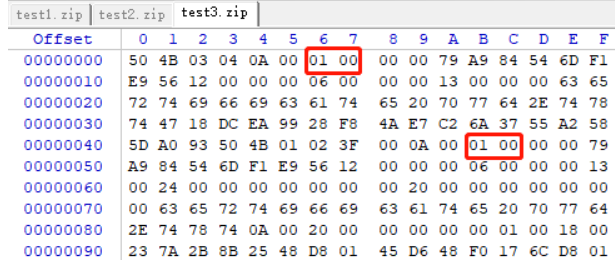 test1.zip test2.zip test3.zip
Offset 0 1 2 3 4 5 6 7 8 9 A B C D E F
00000000 50 4B 03 04 0A 00 01 00 00 00 79 A9 84 54 6D F1
00000010 E9 56 12 00 00 00 06 00 00 00 13 00 00 00 63 65
00000020 72 74 69 66 69 63 61 74 65 20 70 77 64 2E 74 78
00000030 74 47 18 DC EA 99 28 F8 4A E7 C2 6A 37 55 A2 58
00000040 5D A0 93 50 4B 01 02 3F 00 0A 00 01 00 00 00 79
00000050 A9 84 54 6D F1 E9 56 12 00 00 00 06 00 00 00 13
00000060 00 24 00 00 00 00 00 00 00 20 00 00 00 00 00 00
00000070 00 63 65 72 74 69 66 69 63 61 74 65 20 70 77 64
00000080 2E 74 78 74 0A 00 20 00 00 00 00 00 01 00 18 00
00000090 23 7A 2B 8B 25 48 D8 01 45 D6 48 F0 17 6C D8 01